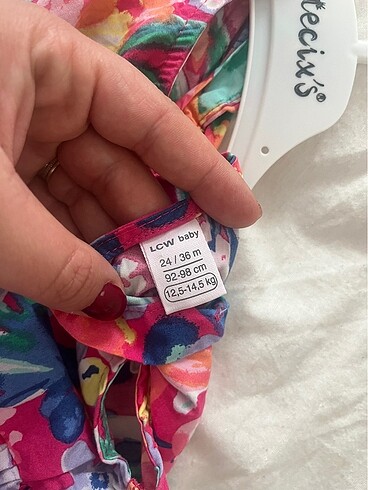 tecix's®
LCW baby
24 / 36 m
92-98 cm
12,5-14,5 kg